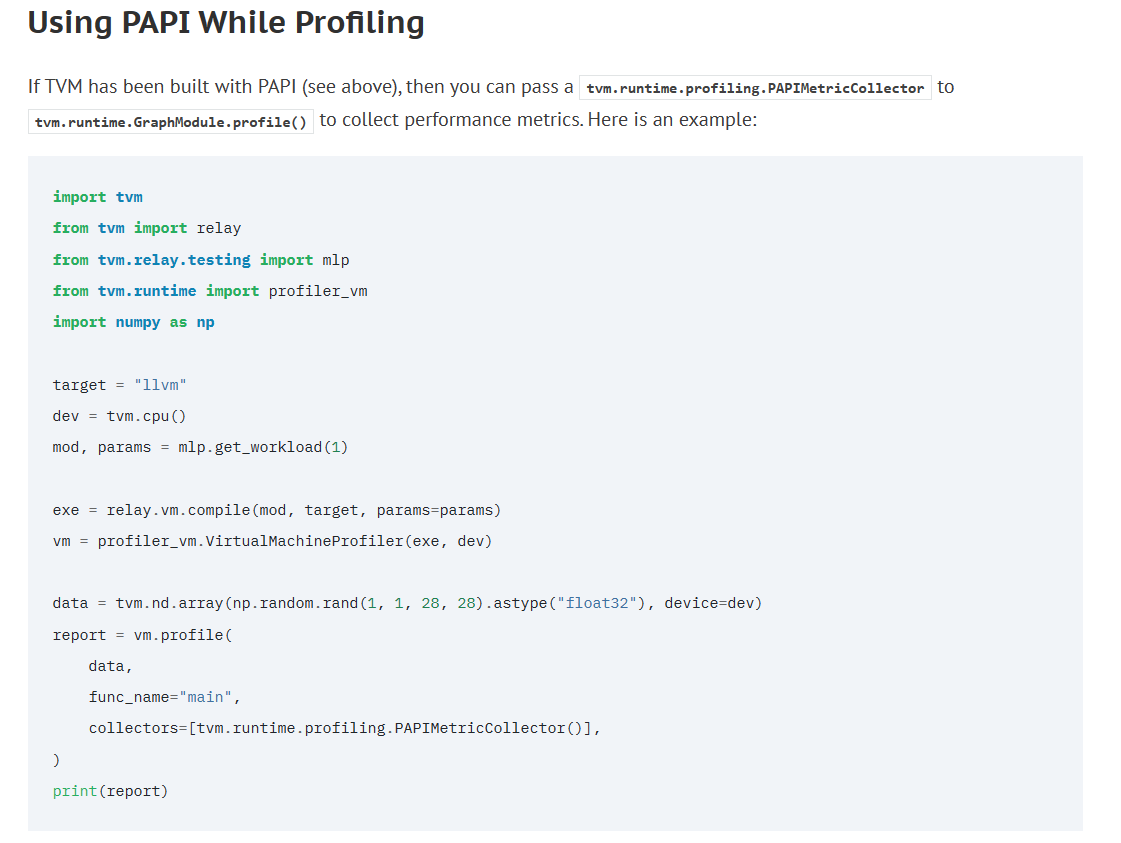 Using PAPI While Profiling
If TVM has been built with PAPI (see above), then you can pass a tvm.runtime.profiling.PAPIMetricCollector to
tvm.runtime.GraphModule.profile() to collect performance metrics. Here is an example:
import tvm
from tvm import relay
from tvm.relay.testing import mlp
from tvm.runtime import profiler_vm
import numpy as np
target = "llvm"
dev = tvm.cpu()
mod, params = mlp.get_workload(1)
exe = relay.vm.compile(mod, target, params=params)
vm = profiler_vm.VirtualMachineProfiler(exe, dev)
data = tvm.nd.array(np.random.rand(1, 1, 28, 28).astype("float32"), device=dev)
report = vm.profile(
    data,
    func_name="main",
    collectors=[tvm.runtime.profiling.PAPIMetricCollector()],
)
print(report)